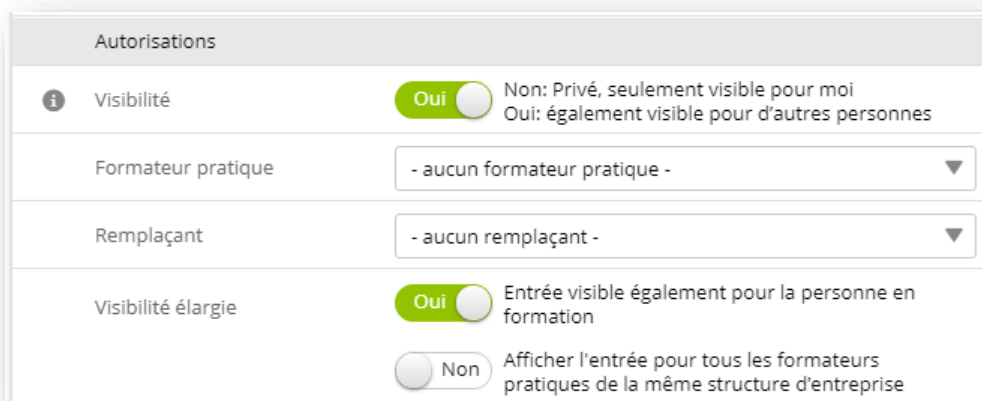 Autorisations
Visibilité
Oui
Non: Privé, seulement visible pour moi
Oui: également visible pour d’autres personnes
Formateur pratique
- aucun formateur pratique -
Remplaçant
- aucun remplaçant -
Visibilité élargie
Oui
Entrée visible également pour la personne en
formation
Non
Afficher l'entrée pour tous les formateurs
pratiques de la même structure d’entreprise